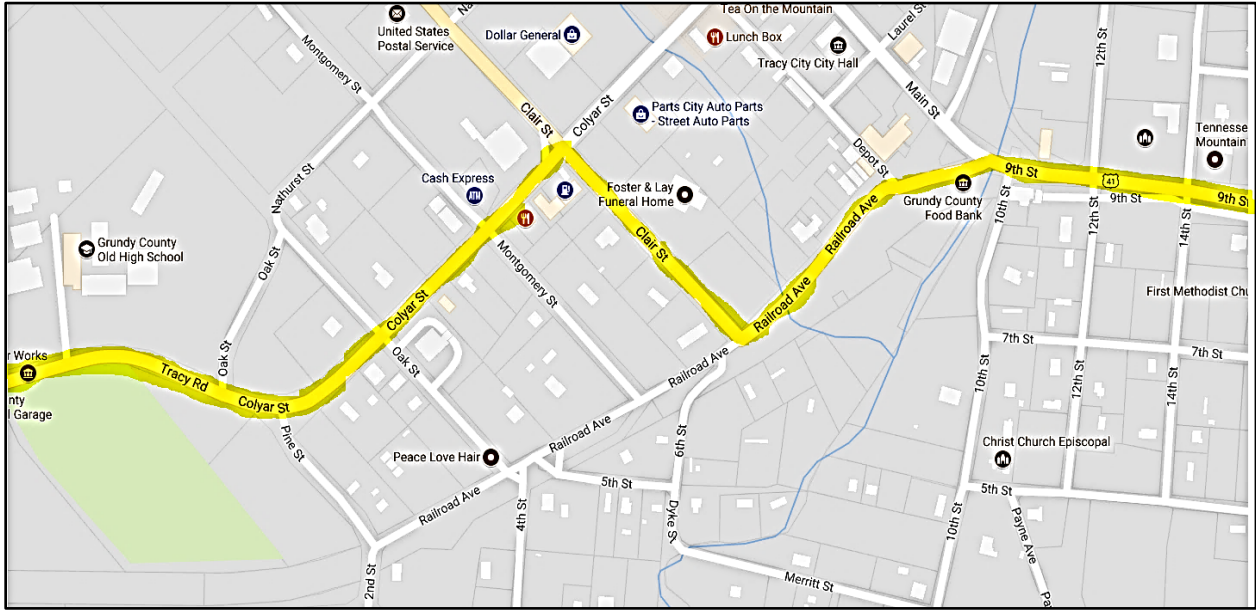 Tea On the Mountain
Laurel St
12th St
United States
Postal Service
Dollar General
Lunch Box
Tracy City City Hall
Montgomery St
Clair St
Colyar St
Parts City Auto Parts
- Street Auto Parts
Main St
Tennesse
Mountain
Depot St
Nathurst St
Cash Express
ATM
Foster & Lay
Funeral Home
9th St
41
9th St
9th S
Grundy County
Food Bank
10th St
12th St
14th St
Grundy County
Old High School
Oak St
Clair St
Railroad Ave
Montgomery St
Colyar St
Railroad Ave
First Methodist Chu
7th St
7th St
r Works
Oak St
Oak St
Railroad Ave
Tracy Rd
Colyar St
10th St
12th St
14th St
nty
l Garage
Pine St
Railroad Ave
6th St
Christ Church Episcopal
Peace Love Hair
5th St
5th St
Railroad Ave
4th St
Dyke St
10th St
Payne Ave
2nd St
Merritt St